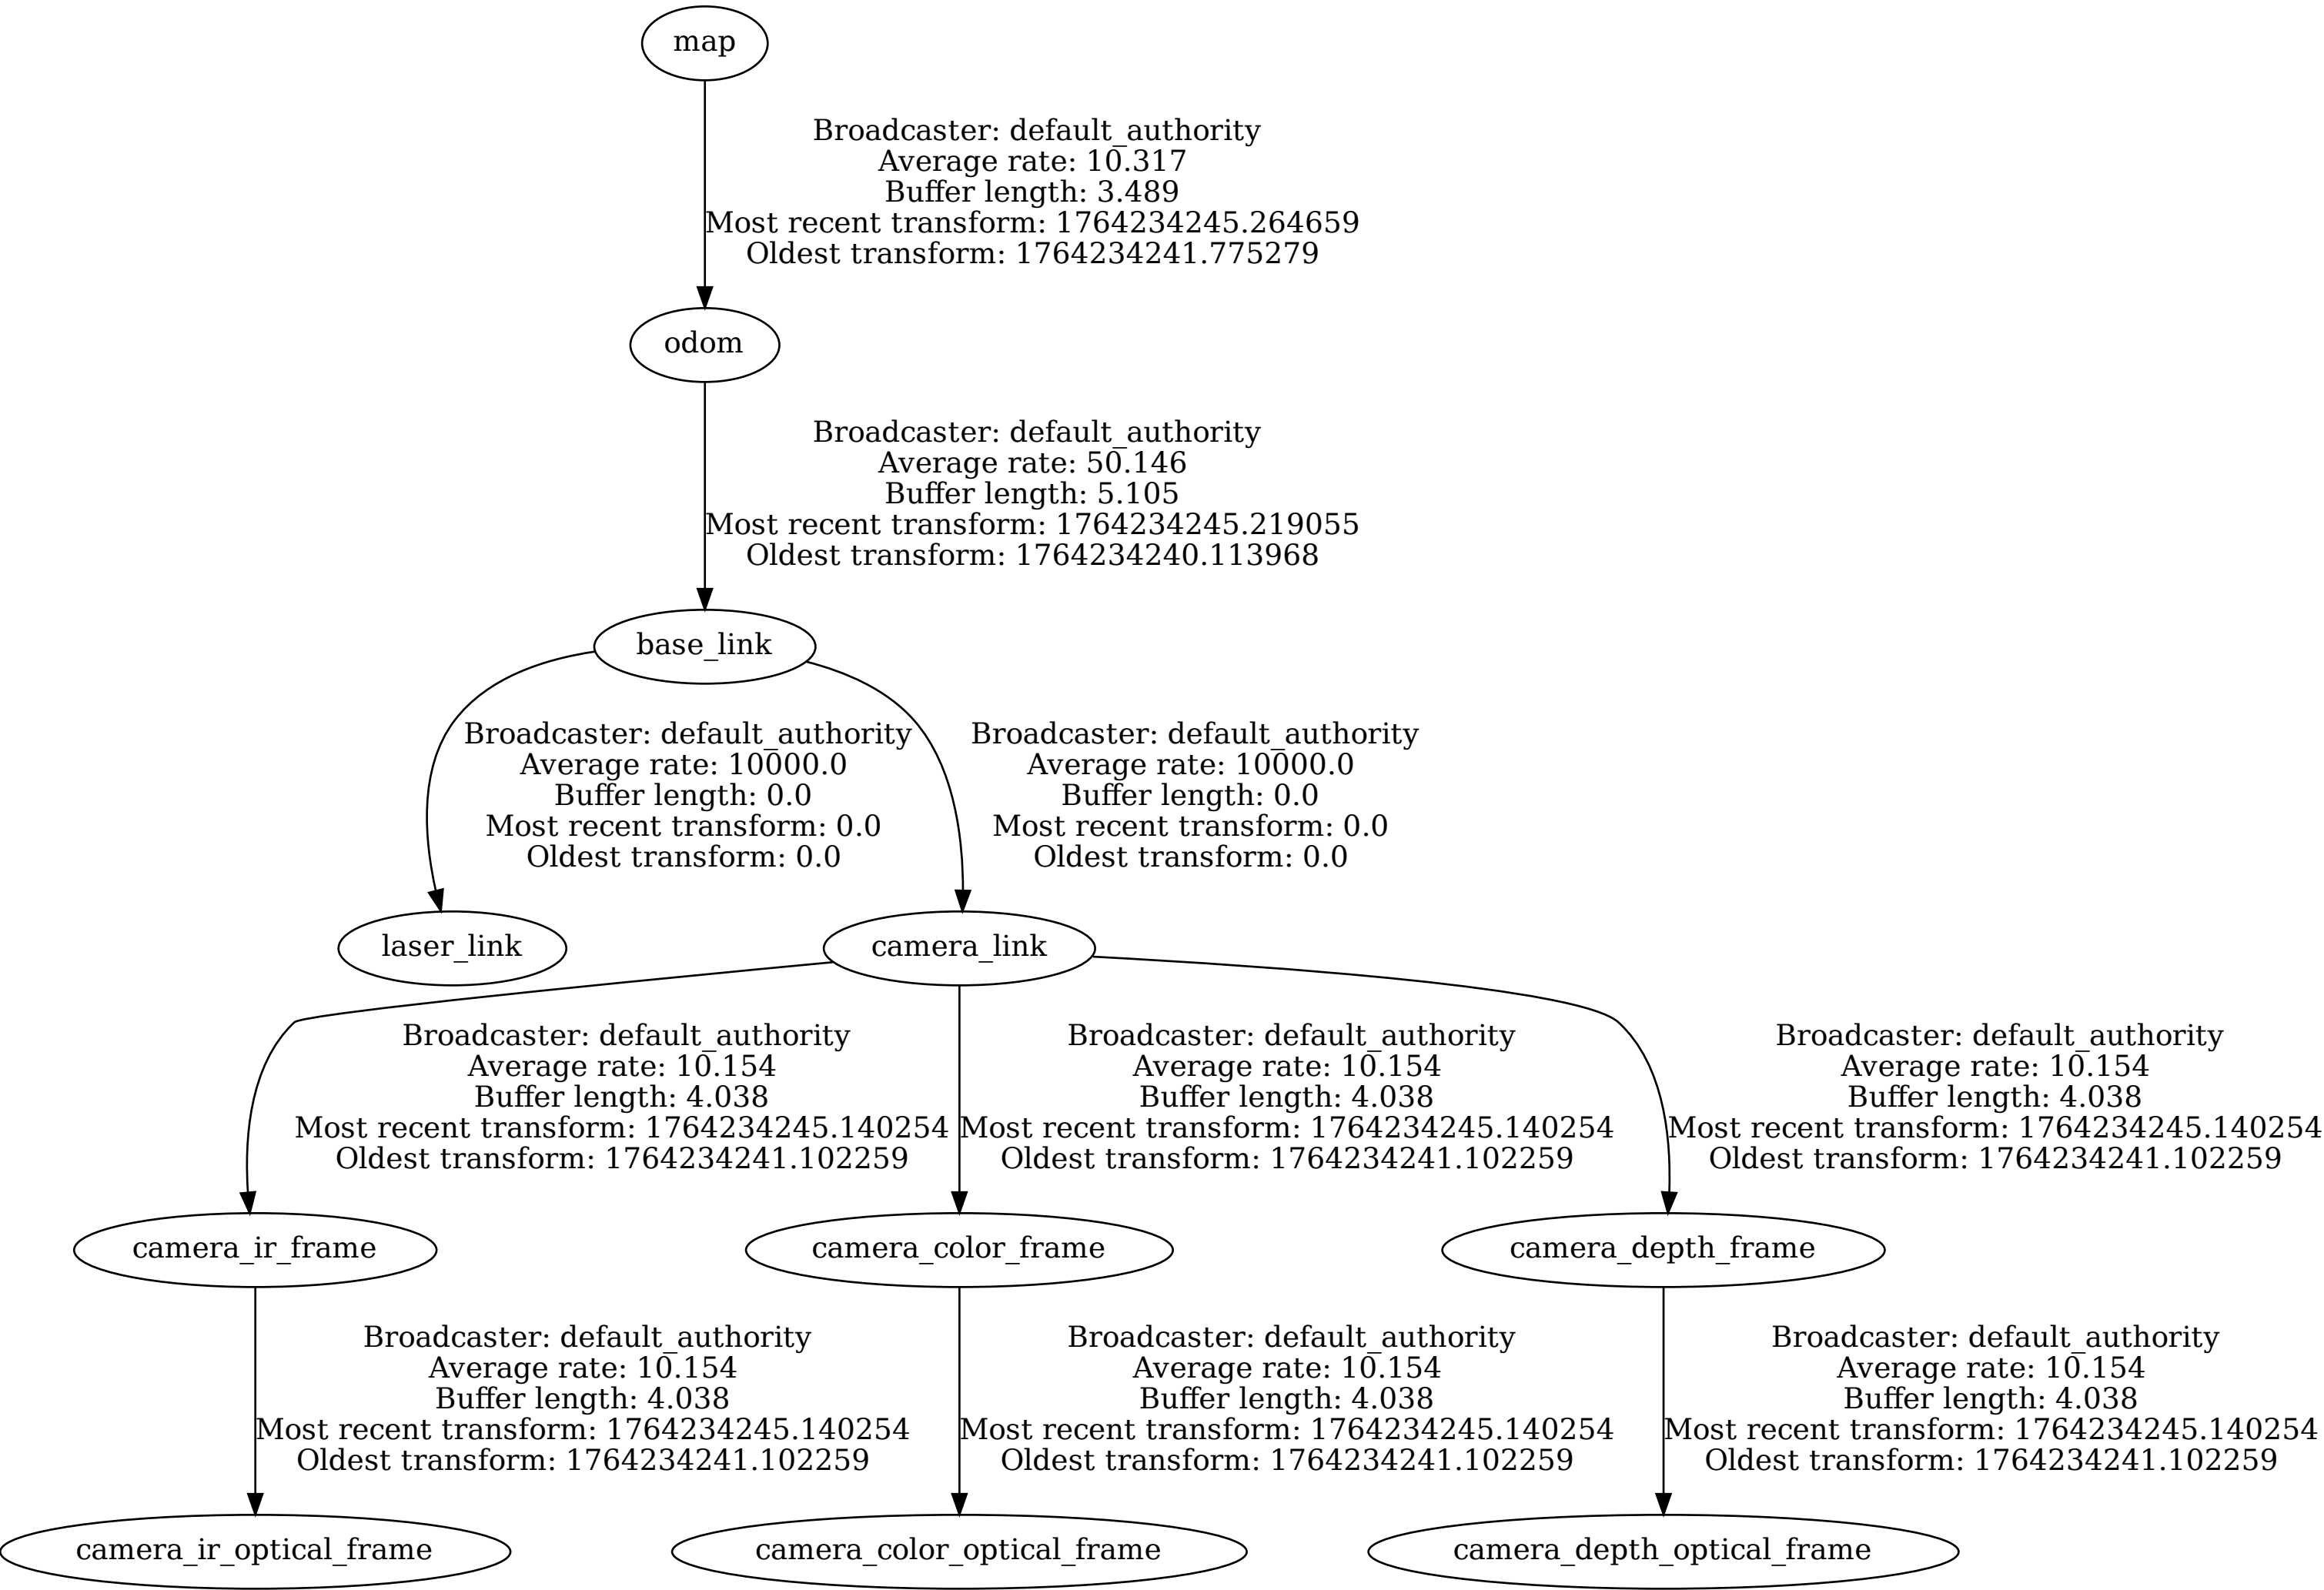 map
Broadcaster: default_authority
Average rate: 10.317
Buffer length: 3.489
Most recent transform: 1764234245.264659
Oldest transform: 1764234241.775279
odom
Broadcaster: default_authority
Average rate: 50.146
Buffer length: 5.105
Most recent transform: 1764234245.219055
Oldest transform: 1764234240.113968
base_link
Broadcaster: default_authority
Average rate: 10000.0
Buffer length: 0.0
Most recent transform: 0.0
Oldest transform: 0.0
Broadcaster: default_authority
Average rate: 10000.0
Buffer length: 0.0
Most recent transform: 0.0
Oldest transform: 0.0
laser_link
camera_link
Broadcaster: default_authority
Average rate: 10.154
Buffer length: 4.038
Most recent transform: 1764234245.140254
Oldest transform: 1764234241.102259
Broadcaster: default_authority
Average rate: 10.154
Buffer length: 4.038
Most recent transform: 1764234245.140254
Oldest transform: 1764234241.102259
Broadcaster: default_authority
Average rate: 10.154
Buffer length: 4.038
Most recent transform: 1764234245.140254
Oldest transform: 1764234241.102259
camera_ir_frame
camera_color_frame
camera_depth_frame
Broadcaster: default_authority
Average rate: 10.154
Buffer length: 4.038
Most recent transform: 1764234245.140254
Oldest transform: 1764234241.102259
Broadcaster: default_authority
Average rate: 10.154
Buffer length: 4.038
Most recent transform: 1764234245.140254
Oldest transform: 1764234241.102259
Broadcaster: default_authority
Average rate: 10.154
Buffer length: 4.038
Most recent transform: 1764234245.140254
Oldest transform: 1764234241.102259
camera_ir_optical_frame
camera_color_optical_frame
camera_depth_optical_frame